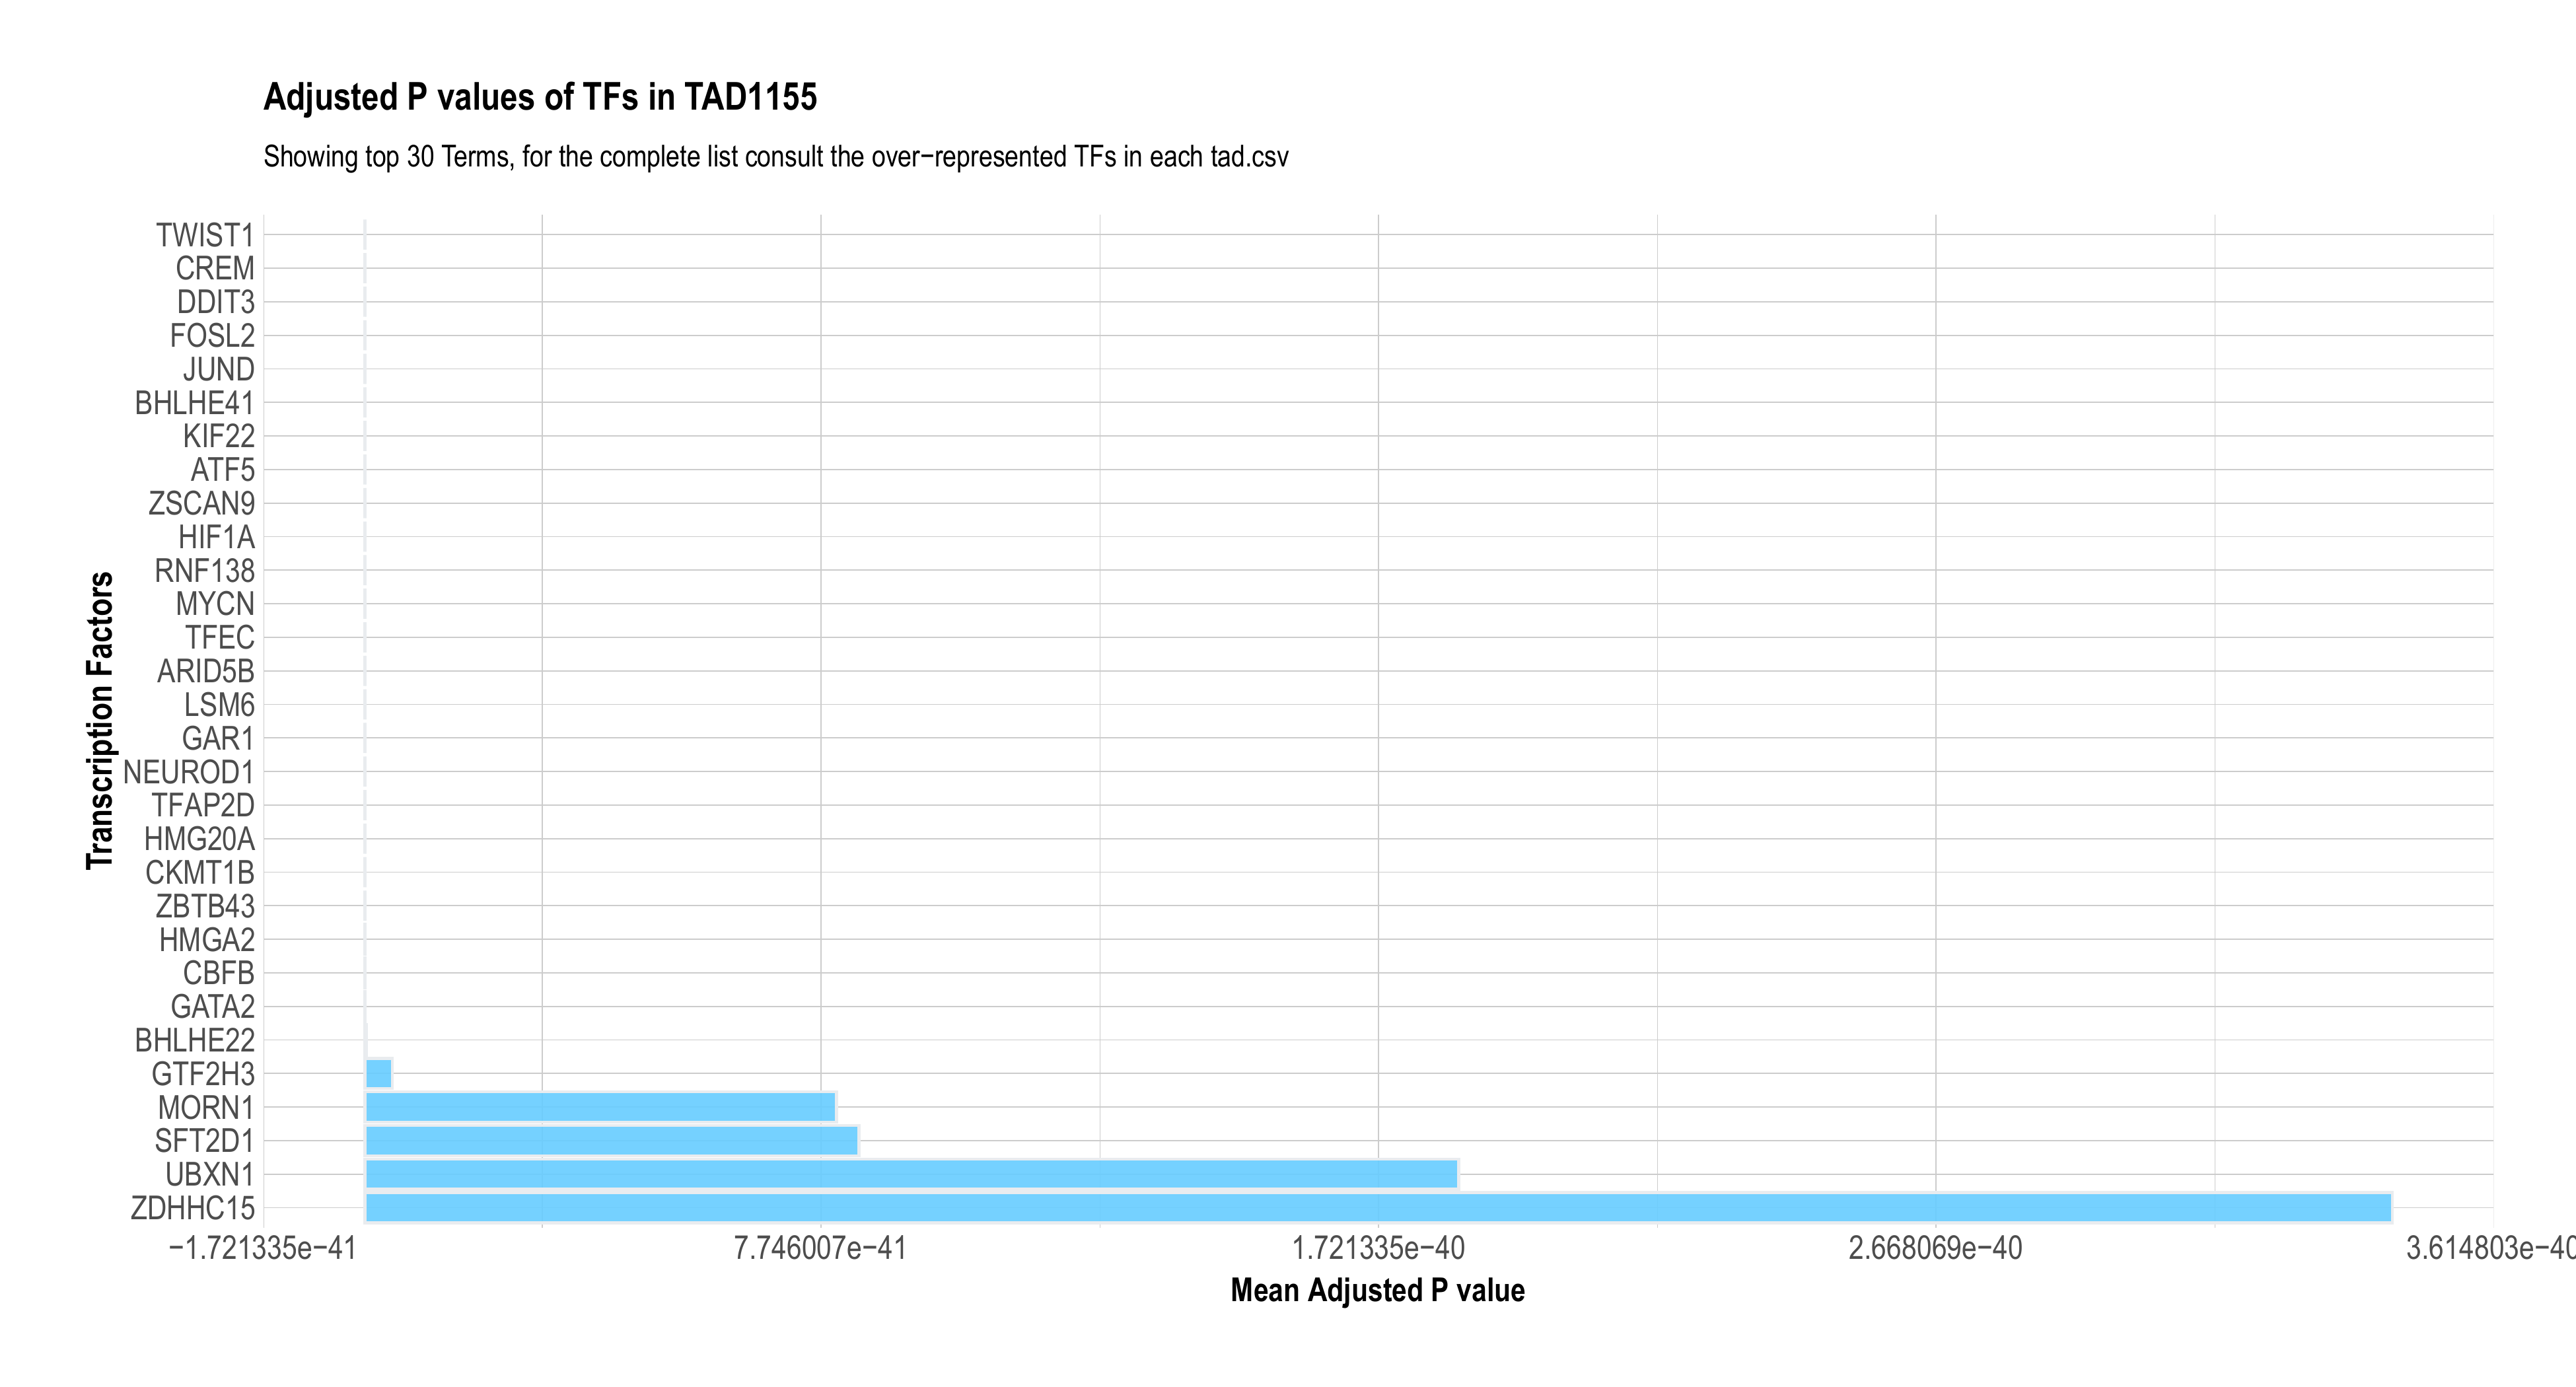 Adjusted P values of TFs in TAD1155
Showing top 30 Terms, for the complete list consult the over−represented TFs in each tad.csv
Transcription Factors
TWIST1
CREM
DDIT3
FOSL2
JUND
BHLHE41
KIF22
ATF5
ZSCAN9
HIF1A
RNF138
MYCN
TFEC
ARID5B
LSM6
GAR1
NEUROD1
TFAP2D
HMG20A
CKMT1B
ZBTB43
HMGA2
CBFB
GATA2
BHLHE22
GTF2H3
MORN1
SFT2D1
UBXN1
ZDHHC15
−1.721335e−41 7.746007e−41 1.721335e−40 2.668069e−40 3.614803e−40
Mean Adjusted P value